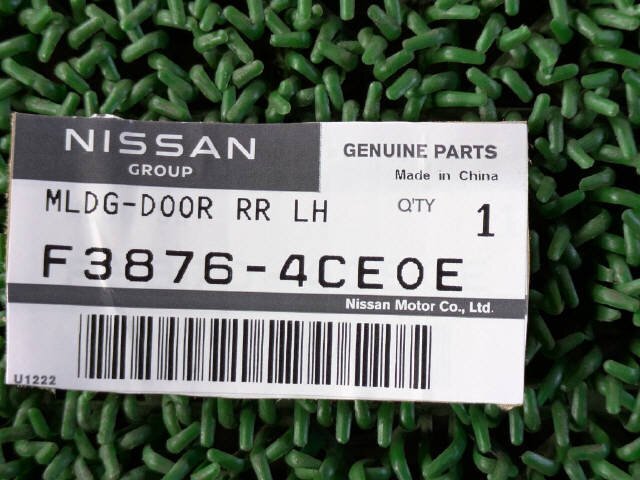 NISSAN
GROUP
GENUINE PARTS
Made in China
MLDG-DOOR RR LH
Q'TY 1
F3876-4CE0E
Nissan Motor Co., Ltd.
U1222